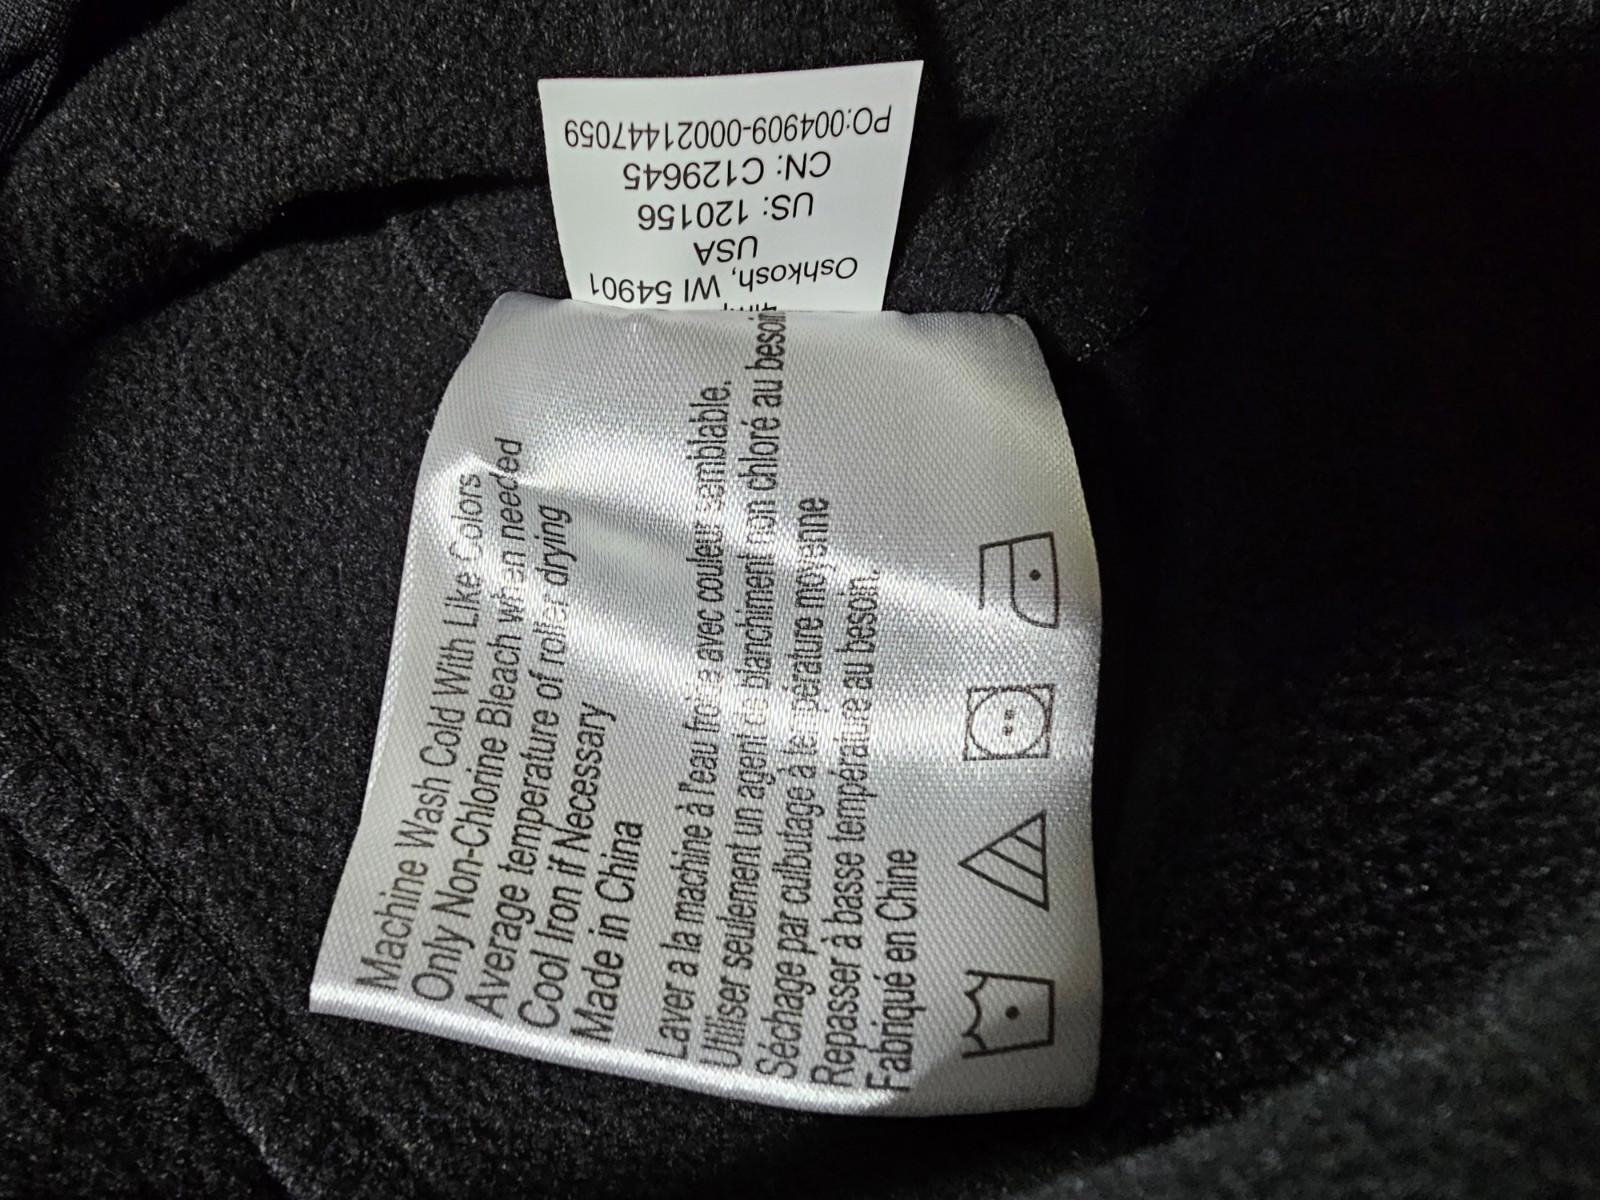 Oshkosh, WI 54901
USA
US: 120156
CN: C129645
PO:004909-00021447059
Machine Wash Cold With Like Colors
Only Non-Chlorine Bleach when needed
Average temperature of roller drying
Cool Iron if Necessary
Made in China
Laver a la machine à l'eau froide avec couleur semblable.
Utiliser seulement un agent de blanchiment non chloré au besoin
Séchage par culbutage à température moyenne
Repasser à basse température au besoin.
Fabriqué en Chine